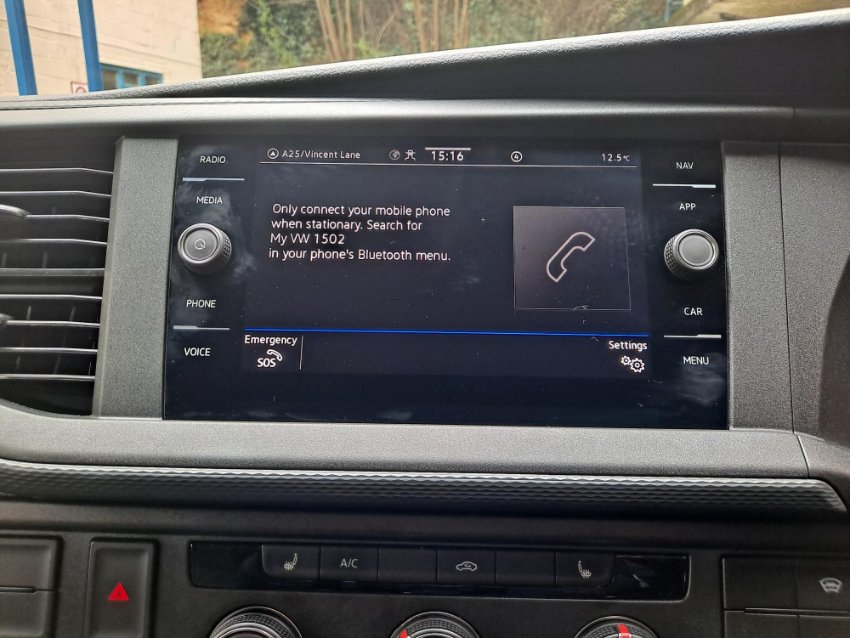 RADIO
MEDIA
PHONE
VOICE
A25/Vincent Lane
15:16
4
12.5°C
Only connect your mobile phone
when stationary. Search for
My VW 1502
in your phone's Bluetooth menu.
Emergency
SOS
Settings
NAV
APP
CAR
MENU
A/C